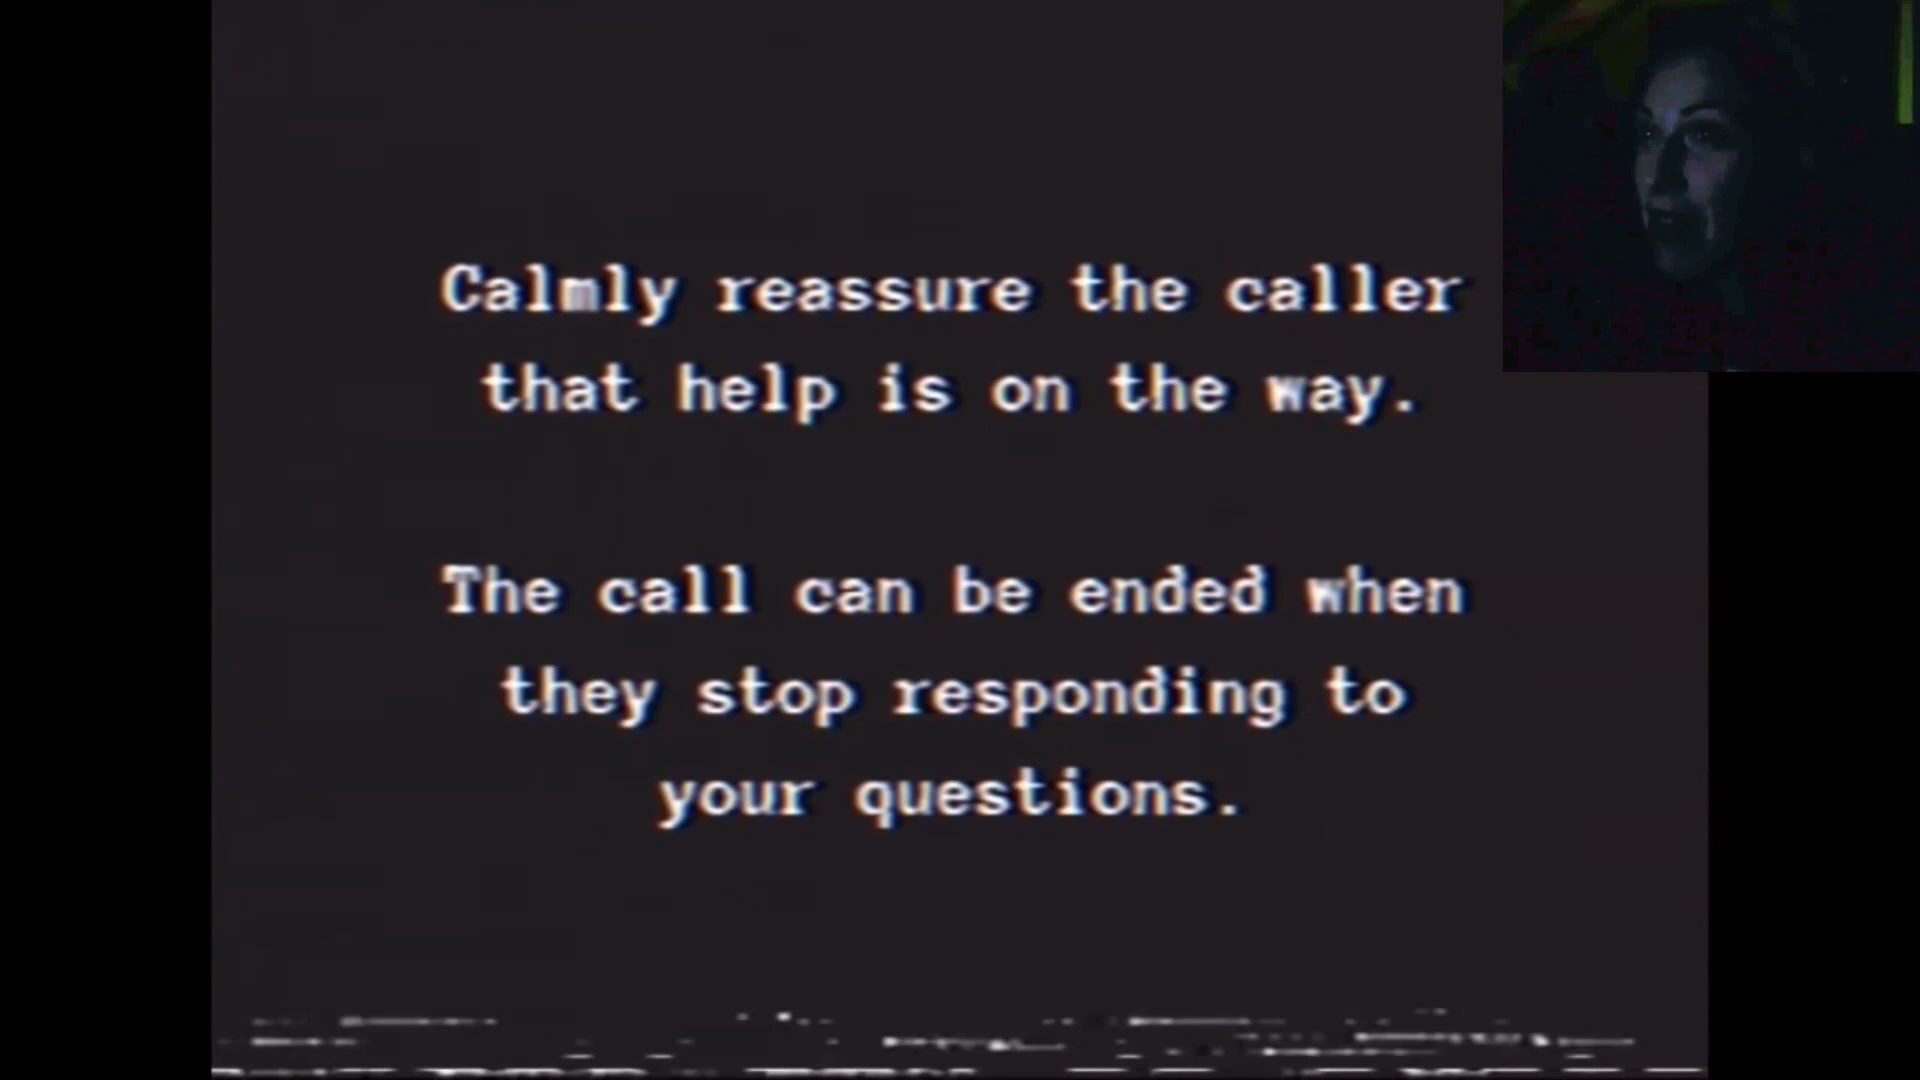 Calmly reassure the caller
that help is on the way.
The call can be ended when
they stop responding to
your questions.